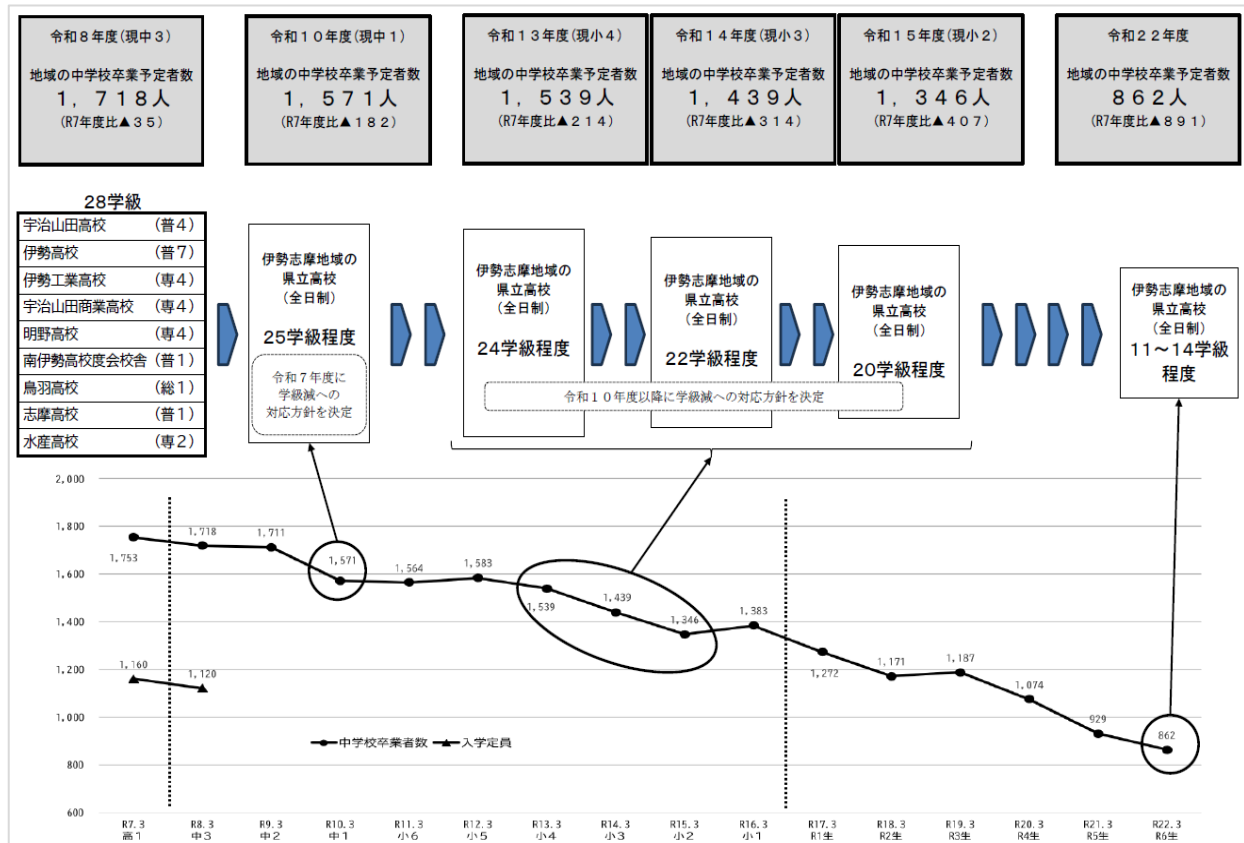 令和８年度(現中３)
地域の中学校卒業予定者数
１，７１８人
(R7年度比▲３５)
令和１０年度(現中１)
地域の中学校卒業予定者数
１，５７１人
(R7年度比▲１８２)
令和１３年度(現小４)
地域の中学校卒業予定者数
１，５３９人
(R7年度比▲２１４)
令和１４年度(現小３)
地域の中学校卒業予定者数
１，４３９人
(R7年度比▲３１４)
令和１５年度(現小２)
地域の中学校卒業予定者数
１，３４６人
(R7年度比▲４０７)
令和２２年度
地域の中学校卒業予定者数
８６２人
(R7年度比▲８９１)
28学級
宇治山田高校 (普４)
伊勢高校 (普７)
伊勢工業高校 (専４)
宇治山田商業高校 (専４)
明野高校 (専４)
南伊勢高校度会校舎 (普１)
鳥羽高校 (総１)
志摩高校 (普１)
水産高校 (専２)
伊勢志摩地域の
県立高校
(全日制)
25学級程度
令和７年度に
学級減への
対応方針を決定
伊勢志摩地域の
県立高校
(全日制)
24学級程度
伊勢志摩地域の
県立高校
(全日制)
22学級程度
伊勢志摩地域の
県立高校
(全日制)
20学級程度
令和１０年度以降に学級減への対応方針を決定
伊勢志摩地域の
県立高校
(全日制)
11～14学級
程度
2,000
1,800
1,600
1,400
1,200
1,000
800
600
1,753
1,718
1,711
1,571
1,564
1,583
1,539
1,439
1,346
1,383
1,272
1,171
1,187
1,074
929
862
1,160
1,120
中学校卒業者数
入学定員
R7.3
高1
R8.3
中3
R9.3
中2
R10.3
中1
R11.3
小6
R12.3
小5
R13.3
小4
R14.3
小3
R15.3
小2
R16.3
小1
R17.3
R1生
R18.3
R2生
R19.3
R3生
R20.3
R4生
R21.3
R5生
R22.3
R6生